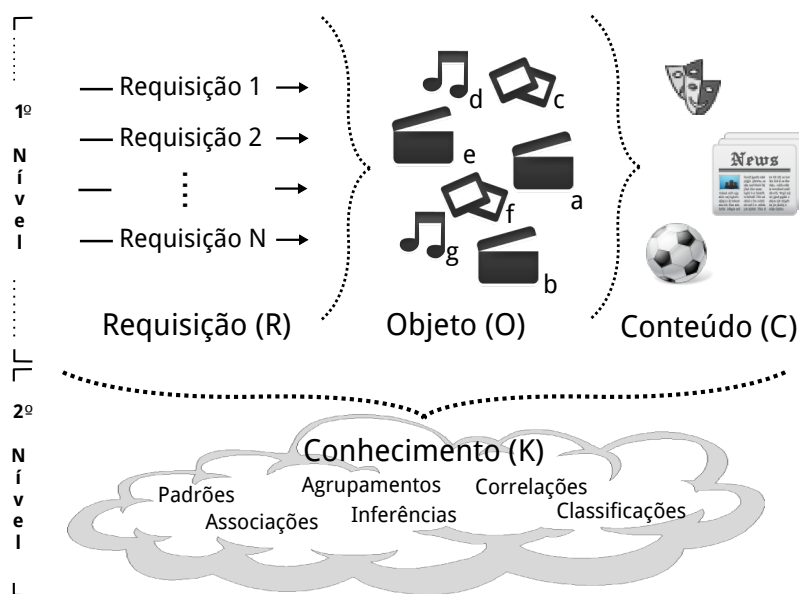 1º
Nível
Requisição 1
Requisição 2
Requisição N
Requisição (R)
d
c
e
a
f
g
b
Objeto (O)
News
Conteúdo (C)
2º
Nível
Conhecimento (K)
Padrões
Agrupamentos
Correlações
Associações
Inferências
Classificações